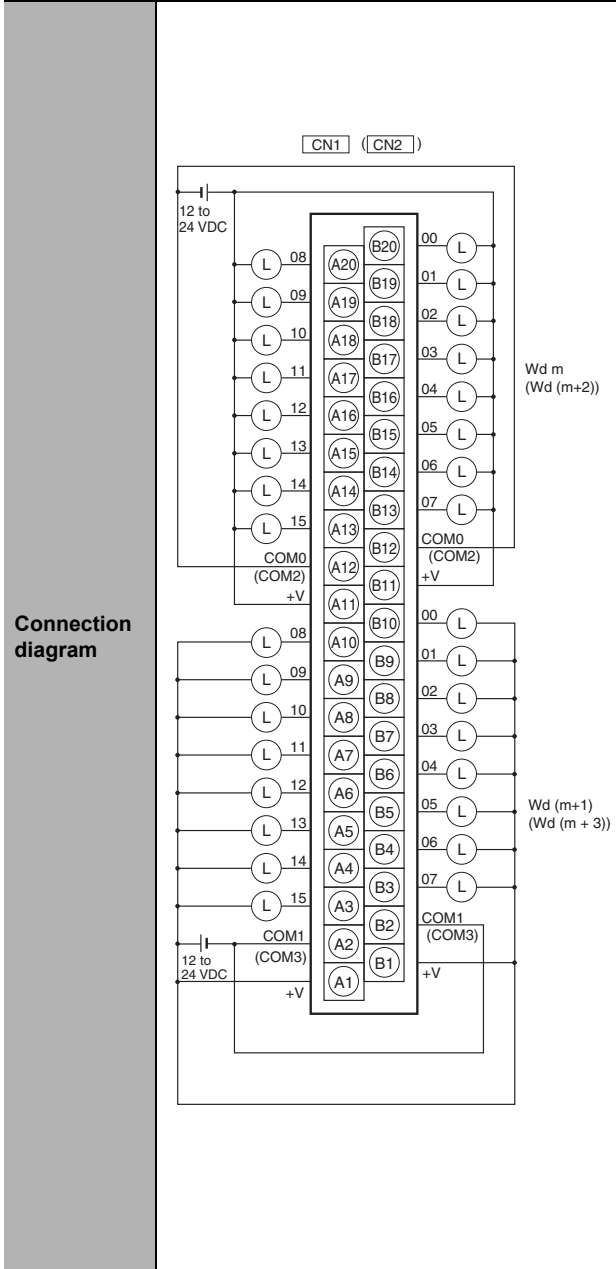 Connection
diagram
CN1 (CN2)
12 to
24 VDC
08 A20 B20 00 L
L 09 A19 B19 01 L
L 10 A18 B18 02 L
L 11 A17 B17 03 L
L 12 A16 B16 04 L
L 13 A15 B15 05 L
L 14 A14 B14 06 L
L 15 A13 B13 07 L
L
Wd m
(Wd (m+2))
COM0 A12 B12 COM0
(COM2) (COM2)
+V A11 B11 +V
L 08 A10 B10 00 L
L 09 A9 B9 01 L
L 10 A8 B8 02 L
L 11 A7 B7 03 L
L 12 A6 B6 04 L
L 13 A5 B5 05 L
L 14 A4 B4 06 L
L 15 A3 B3 07 L
Wd (m+1)
(Wd (m + 3))
COM1 A2 B2 COM1
(COM3) (COM3)
12 to
24 VDC
+V A1 B1 +V